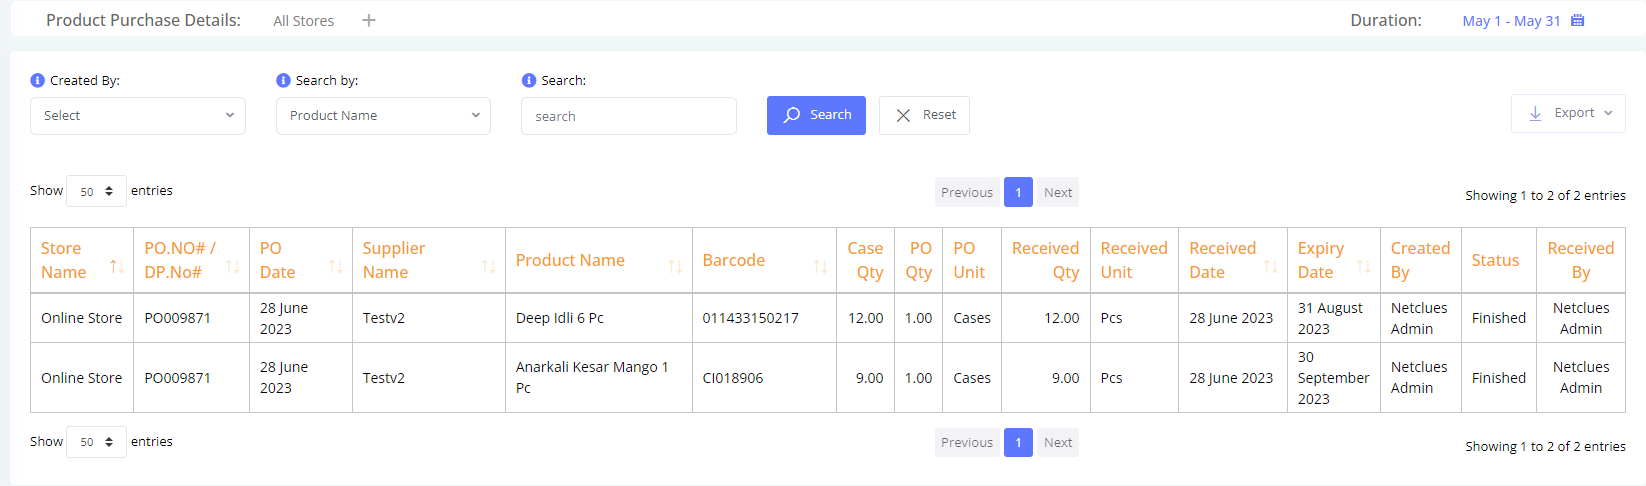 Product Purchase Details: All Stores + Duration: May 1 - May 31
Created By: Search by: Search:
Select Product Name search Search Reset Export
Show 50 entries Previous 1 Next Showing 1 to 2 of 2 entries
Store Name PO.NO# / DP.No# PO Date Supplier Name Product Name Barcode Case Qty PO Qty PO Unit Received Qty Received Unit Received Date Expiry Date Created By Status Received By
Online Store PO009871 28 June 2023 Testv2 Deep Idli 6 Pc 011433150217 12.00 1.00 Cases 12.00 Pcs 28 June 2023 31 August 2023 Netclues Admin Finished Netclues Admin
Online Store PO009871 28 June 2023 Testv2 Anarkali Kesar Mango 1 Pc CI018906 9.00 1.00 Cases 9.00 Pcs 28 June 2023 30 September 2023 Netclues Admin Finished Netclues Admin
Show 50 entries Previous 1 Next Showing 1 to 2 of 2 entries